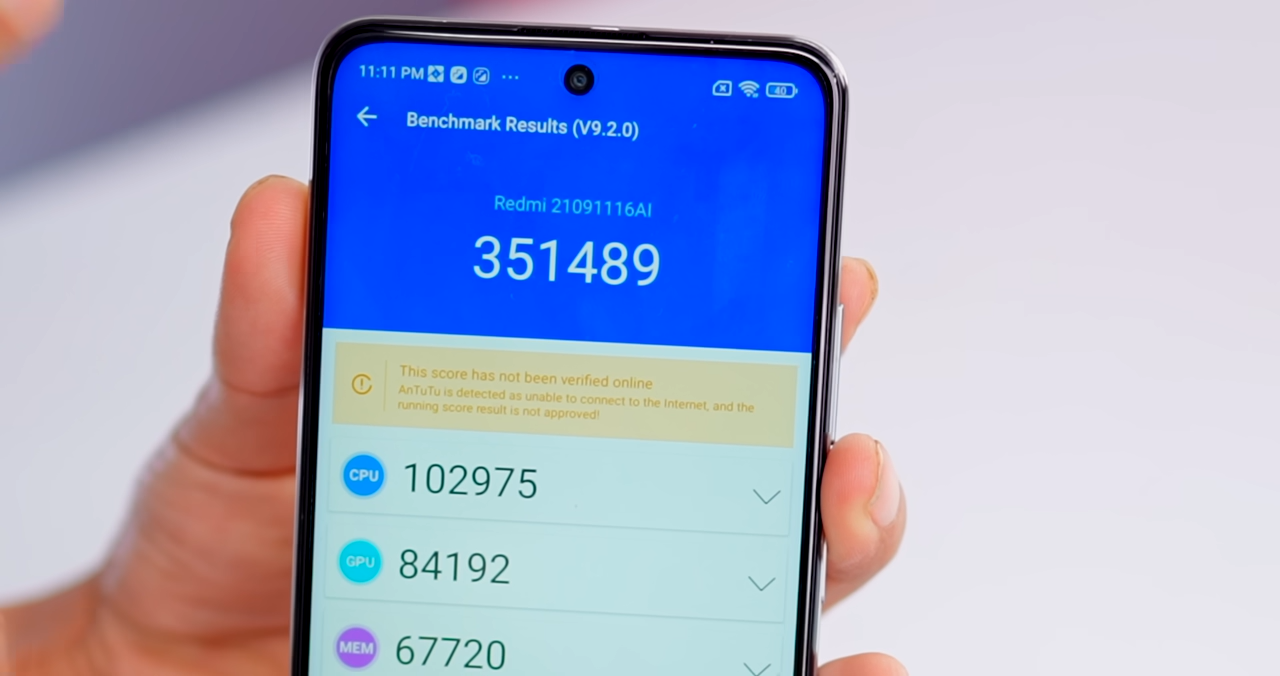 11:11 PM ... 40
Benchmark Results (V9.2.0)
Redmi 21091116AI
351489
This score has not been verified online
AnTuTu is detected as unable to connect to the Internet, and the
running score result is not approved!
CPU 102975
GPU 84192
MEM 67720